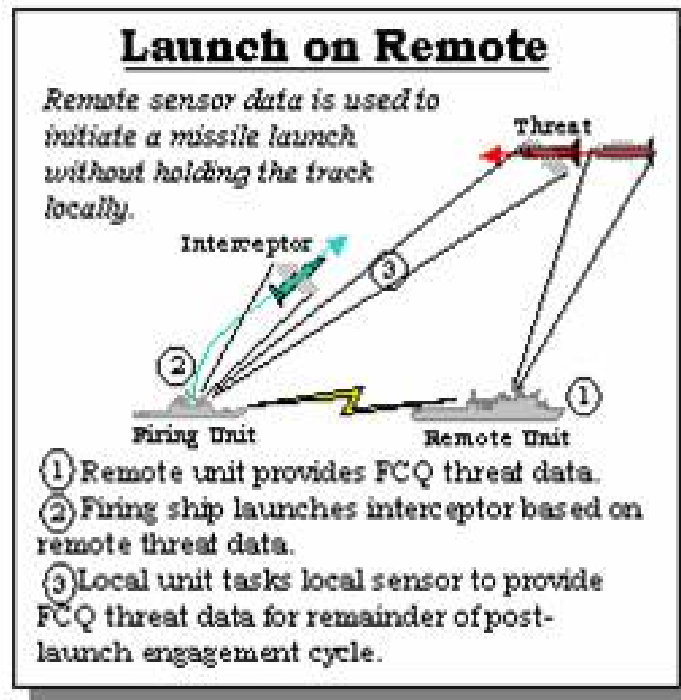 Launch on Remote
Remote sensor data is used to
initiate a missile launch
without holding the track
locally.
Threat
Interceptor
3
2
1
Firing Unit
Remote Unit
1 Remote unit provides FCQ threat data.
2 Firing ship launches interceptor based on
remote threat data.
3 Local unit tasks local sensor to provide
FCQ threat data for remainder of post-
launch engagement cycle.